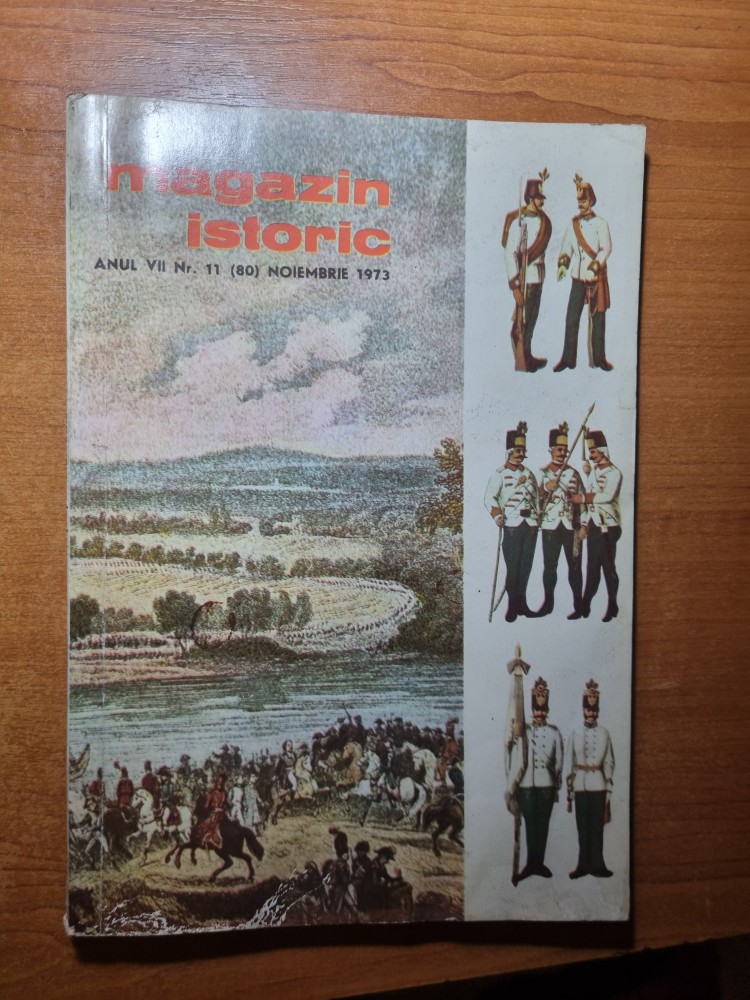 magazin
istoric
ANUL VII Nr. 11 (80) NOIEMBRIE 1973